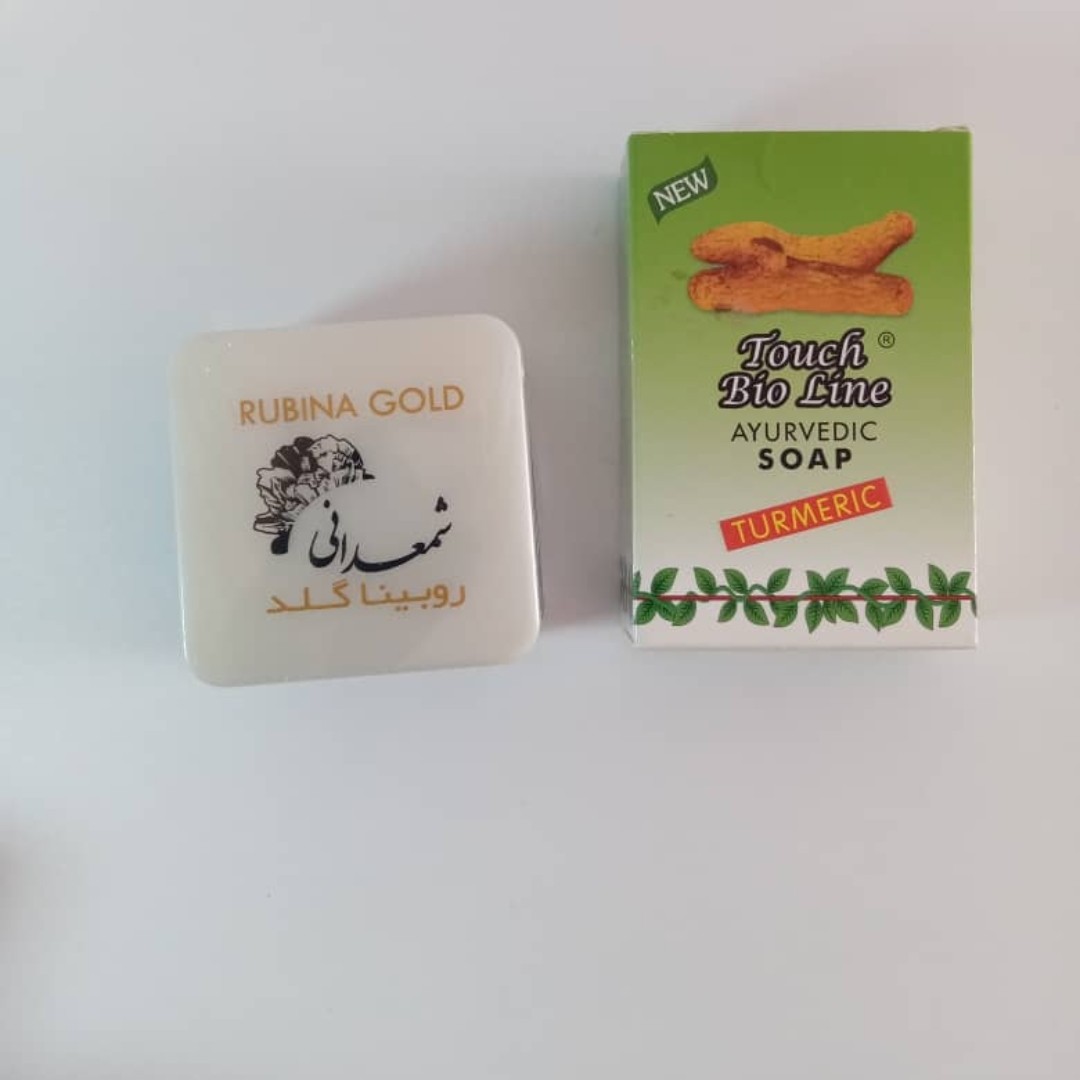 RUBINA GOLD
شمعدانی
روبینا گلد
NEW
Touch ®
Bio Line
AYURVEDIC
SOAP
TURMERIC